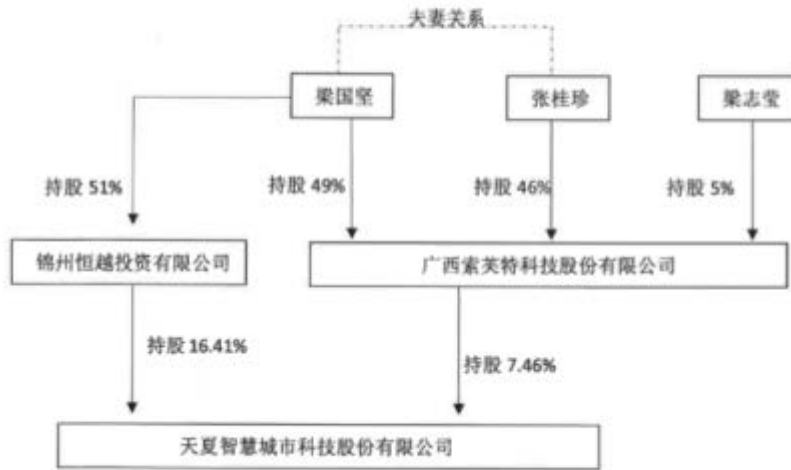 夫妻关系
梁国坚
张桂珍
梁志莹
持股 51%
持股 49%
持股 46%
持股 5%
锦州恒越投资有限公司
广西索芙特科技股份有限公司
持股 16.41%
持股 7.46%
天夏智慧城市科技股份有限公司